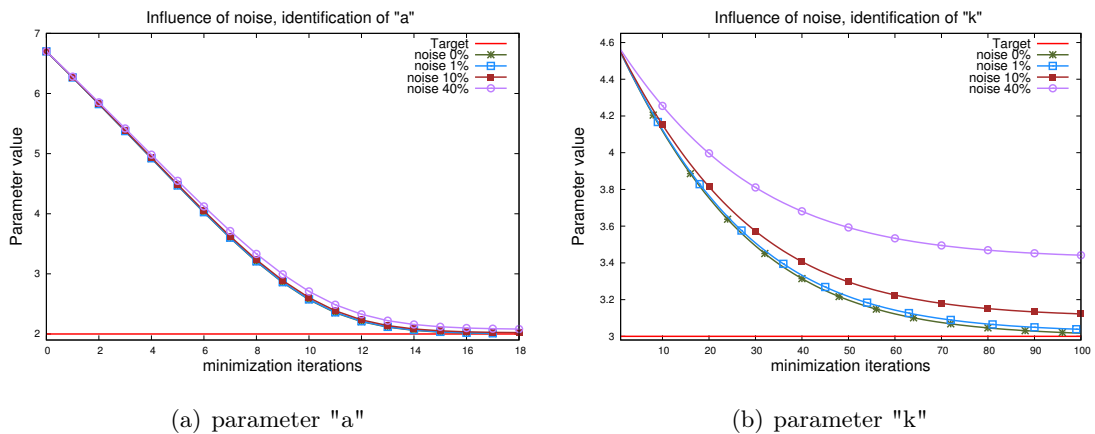 Influence of noise, identification of "a"
7
6
5
4
3
2
Parameter value
Target
noise 0%
noise 1%
noise 10%
noise 40%
0 2 4 6 8 10 12 14 16 18
minimization iterations
(a) parameter "a"
Influence of noise, identification of "k"
4.6
4.4
4.2
4
3.8
3.6
3.4
3.2
3
Parameter value
Target
noise 0%
noise 1%
noise 10%
noise 40%
10 20 30 40 50 60 70 80 90 100
minimization iterations
(b) parameter "k"